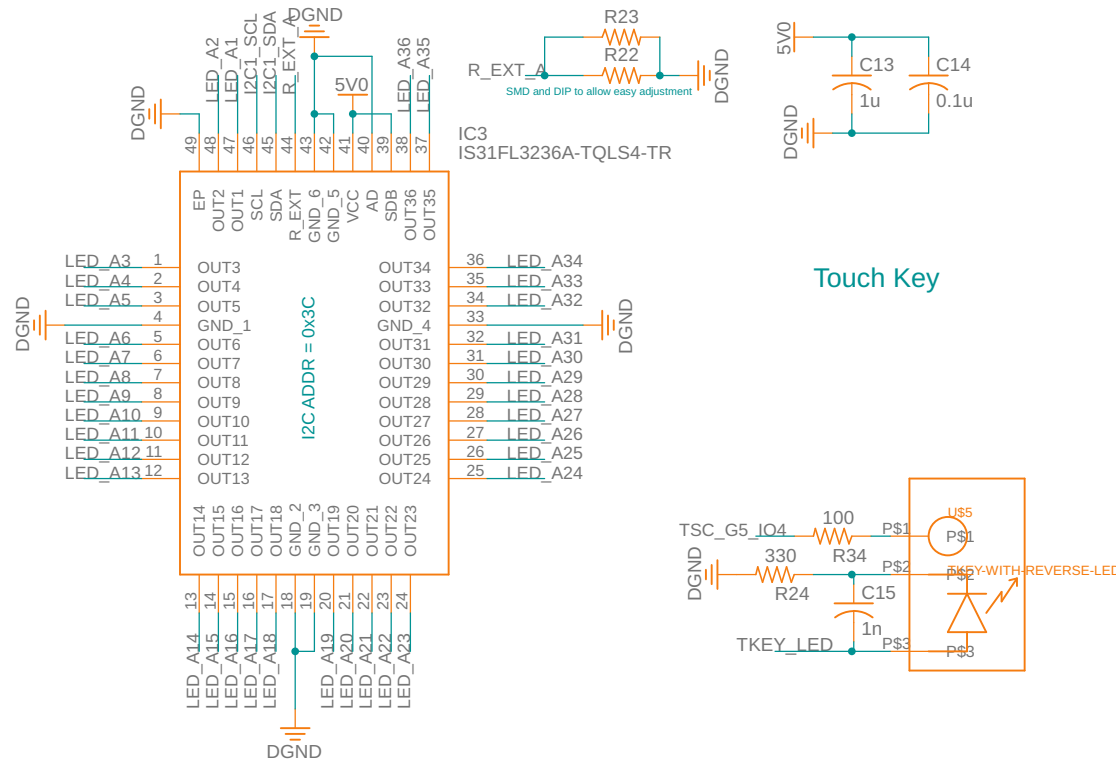 DGND
LED_A2
LED_A1
I2C1_SCL
I2C1_SDA
R_EXT_A
DGND
5V0
LED_A36
LED_A35
49
48
47
46
45
44
43
42
41
40
39
38
37
IC3
IS31FL3236A-TQLS4-TR
EP
OUT2
OUT1
SCL
SDA
R_EXT
GND_6
GND_5
VCC
AD
SDB
OUT36
OUT35
LED_A3 1 OUT3
LED_A4 2 OUT4
LED_A5 3 OUT5
DGND 4 GND_1
LED_A6 5 OUT6
LED_A7 6 OUT7
LED_A8 7 OUT8
LED_A9 8 OUT9
LED_A10 9 OUT10
LED_A11 10 OUT11
LED_A12 11 OUT12
LED_A13 12 OUT13
I2C ADDR = 0x3C
OUT34 36 LED_A34
OUT33 35 LED_A33
OUT32 34 LED_A32
GND_4 33 DGND
OUT31 32 LED_A31
OUT30 31 LED_A30
OUT29 30 LED_A29
OUT28 29 LED_A28
OUT27 28 LED_A27
OUT26 27 LED_A26
OUT25 26 LED_A25
OUT24 25 LED_A24
OUT14
OUT15
OUT16
OUT17
OUT18
GND_2
GND_3
OUT19
OUT20
OUT21
OUT22
OUT23
13
14
15
16
17
18
19
20
21
22
23
24
LED_A14
LED_A15
LED_A16
LED_A17
LED_A18
LED_A19
LED_A20
LED_A21
LED_A22
LED_A23
DGND
R23
R22
R_EXT_A
SMD and DIP to allow easy adjustment
DGND
5V0
C13
1u
C14
0.1u
DGND
Touch Key
TSC_G5_IO4
100
R34
P$1
U$5
P$1
DGND
330
R24
P$2
P$2
TKEY-WITH-REVERSE-LED
C15
1n
TKEY_LED
P$3
P$3